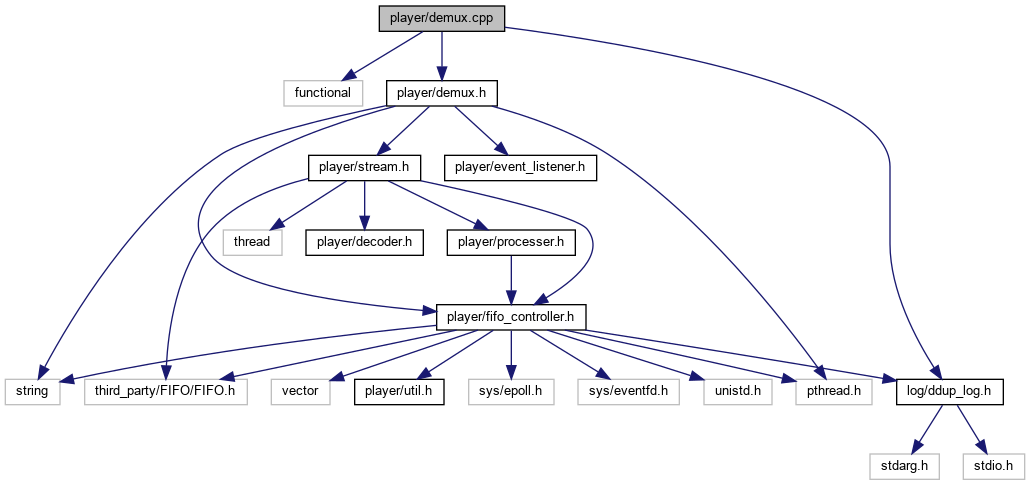 player/demux.cpp
functional
player/demux.h
player/stream.h
player/event_listener.h
thread
player/decoder.h
player/processer.h
player/fifo_controller.h
string
third_party/FIFO/FIFO.h
vector
player/util.h
sys/epoll.h
sys/eventfd.h
unistd.h
pthread.h
log/ddup_log.h
stdarg.h
stdio.h